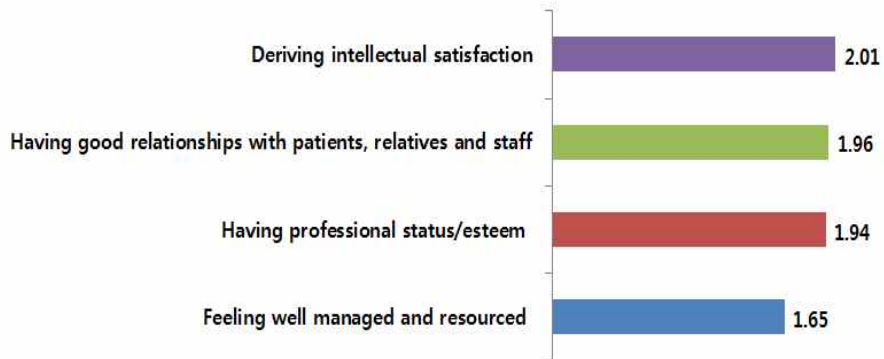 Deriving intellectual satisfaction 2.01
Having good relationships with patients, relatives and staff 1.96
Having professional status/esteem 1.94
Feeling well managed and resourced 1.65